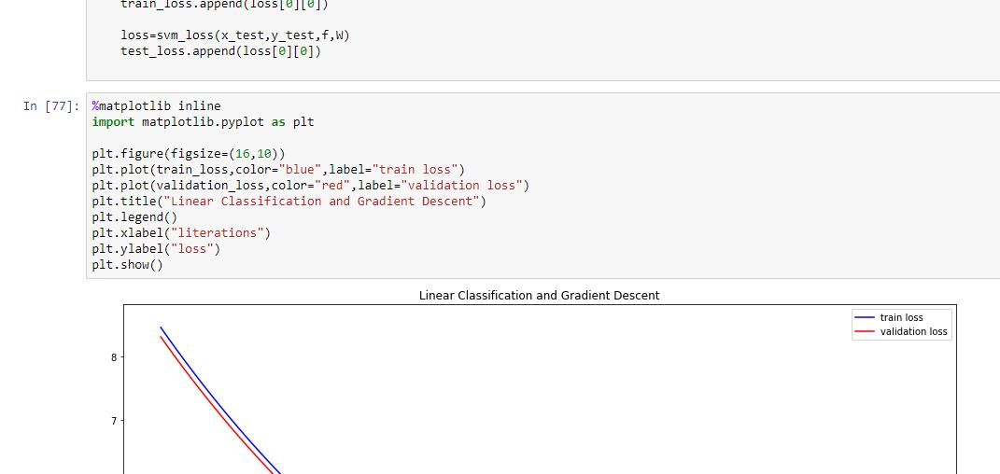 train_loss.append(loss[0][0])
loss=svm_loss(x_test,y_test,f,W)
test_loss.append(loss[0][0])
In [77]:
%matplotlib inline
import matplotlib.pyplot as plt
plt.figure(figsize=(16,10))
plt.plot(train_loss,color="blue",label="train loss")
plt.plot(validation_loss,color="red",label="validation loss")
plt.title("Linear Classification and Gradient Descent")
plt.legend()
plt.xlabel("literations")
plt.ylabel("loss")
plt.show()
Linear Classification and Gradient Descent
train loss
validation loss
8
7